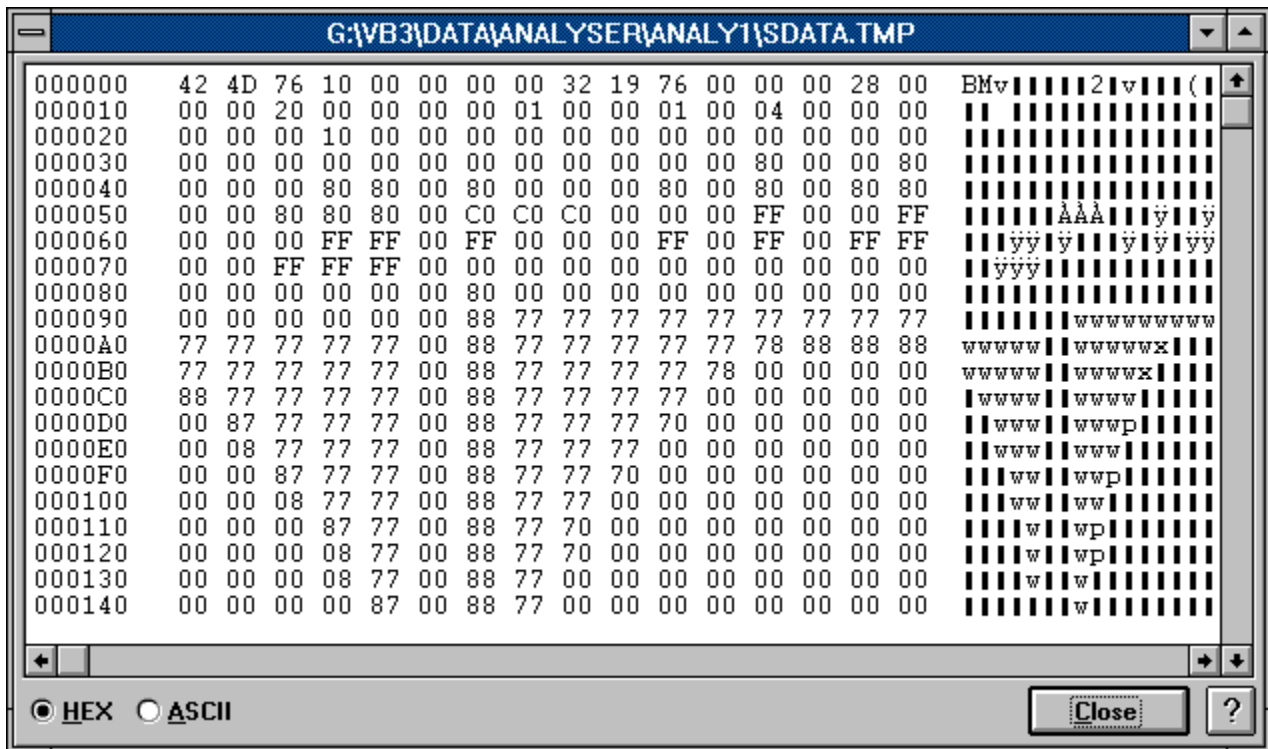 G:\VB3\DATA\ANALYSER\ANALY1\SDATA.TMP
000000 42 4D 76 10 00 00 00 00 32 19 76 00 00 00 28 00 BMv▌▌▌▌▌2▌v▌▌▌(▌
000010 00 00 20 00 00 00 00 01 00 00 01 00 04 00 00 00 ▌▌ ▌▌▌▌▌▌▌▌▌▌▌▌▌
000020 00 00 00 10 00 00 00 00 00 00 00 00 00 00 00 00 ▌▌▌▌▌▌▌▌▌▌▌▌▌▌▌▌
000030 00 00 00 00 00 00 00 00 00 00 00 00 80 00 00 80 ▌▌▌▌▌▌▌▌▌▌▌▌▌▌▌▌
000040 00 00 00 80 80 00 80 00 00 00 80 00 80 00 80 80 ▌▌▌▌▌▌▌▌▌▌▌▌▌▌▌▌
000050 00 00 80 80 80 00 C0 C0 C0 00 00 00 FF 00 00 FF ▌▌▌▌▌▌ÀÀÀ▌▌▌ÿ▌▌ÿ
000060 00 00 00 FF FF 00 FF 00 00 00 FF 00 FF 00 FF FF ▌▌▌ÿÿ▌ÿ▌▌▌ÿ▌ÿ▌ÿÿ
000070 00 00 FF FF FF 00 00 00 00 00 00 00 00 00 00 00 ▌▌ÿÿÿ▌▌▌▌▌▌▌▌▌▌▌
000080 00 00 00 00 00 00 80 00 00 00 00 00 00 00 00 00 ▌▌▌▌▌▌▌▌▌▌▌▌▌▌▌▌
000090 00 00 00 00 00 00 88 77 77 77 77 77 77 77 77 77 ▌▌▌▌▌▌▌wwwwwwwww
0000A0 77 77 77 77 77 00 88 77 77 77 77 77 78 88 88 88 wwwww▌▌wwwwwx▌▌▌
0000B0 77 77 77 77 77 00 88 77 77 77 77 78 00 00 00 00 wwwww▌▌wwwwx▌▌▌▌
0000C0 88 77 77 77 77 00 88 77 77 77 77 00 00 00 00 00 ▌wwww▌▌wwww▌▌▌▌▌
0000D0 00 87 77 77 77 00 88 77 77 77 70 00 00 00 00 00 ▌▌www▌▌wwwp▌▌▌▌▌
0000E0 00 08 77 77 77 00 88 77 77 77 00 00 00 00 00 00 ▌▌www▌▌www▌▌▌▌▌▌
0000F0 00 00 87 77 77 00 88 77 77 70 00 00 00 00 00 00 ▌▌▌ww▌▌wwp▌▌▌▌▌▌
000100 00 00 08 77 77 00 88 77 77 00 00 00 00 00 00 00 ▌▌▌ww▌▌ww▌▌▌▌▌▌▌
000110 00 00 00 87 77 00 88 77 70 00 00 00 00 00 00 00 ▌▌▌▌w▌▌wp▌▌▌▌▌▌▌
000120 00 00 00 08 77 00 88 77 70 00 00 00 00 00 00 00 ▌▌▌▌w▌▌wp▌▌▌▌▌▌▌
000130 00 00 00 08 77 00 88 77 00 00 00 00 00 00 00 00 ▌▌▌▌w▌▌w▌▌▌▌▌▌▌▌
000140 00 00 00 00 87 00 88 77 00 00 00 00 00 00 00 00 ▌▌▌▌▌▌▌w▌▌▌▌▌▌▌▌
HEX ASCII Close ?